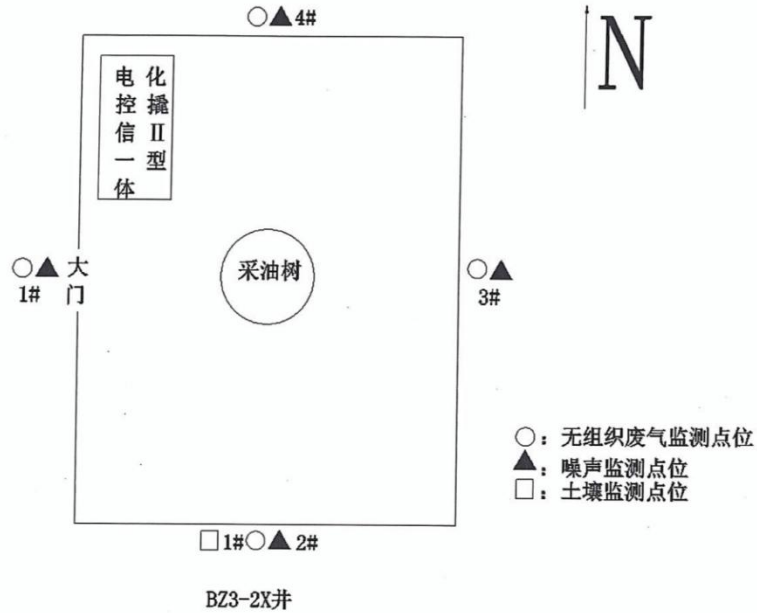 4#
N
电 化
控 撬
信 Ⅱ
一 型
体
采油树
大
门
1#
3#
○：无组织废气监测点位
▲：噪声监测点位
□：土壤监测点位
□1#○▲2#
BZ3-2X井